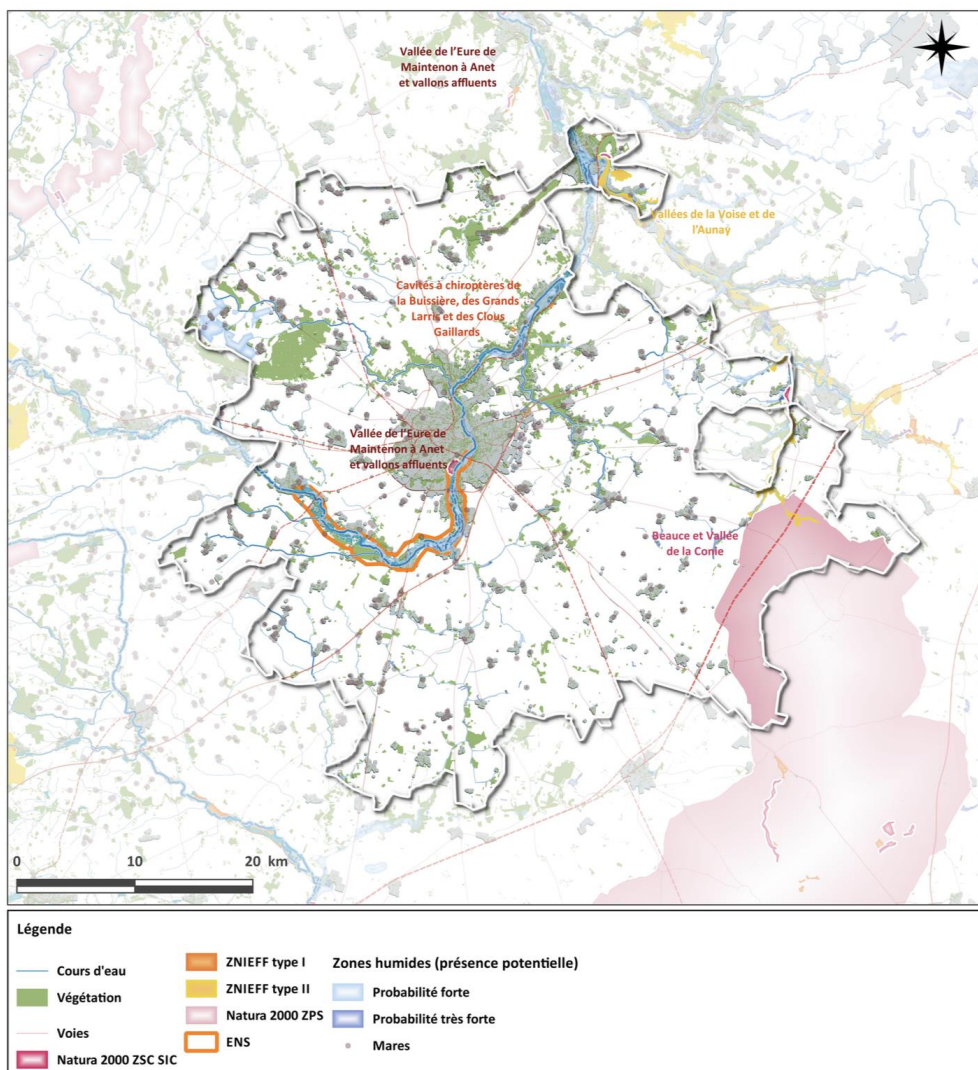 Vallée de l'Eure de
Maintenon à Anet
et vallons affluents
Vallées de la Voise et de
l'Aunay
Cavités à chiroptères de
la Buissière, des Grands
Larris et des Clous
Gaillards
Vallée de l'Eure de
Maintenon à Anet
et vallons affluents
Beauce et Vallée
de la Conie
0 10 20 km
Légende
Cours d'eau
Végétation
Voies
Natura 2000 ZSC SIC
ZNIEFF type I
ZNIEFF type II
Natura 2000 ZPS
ENS
Zones humides (présence potentielle)
Probabilité forte
Probabilité très forte
Mares